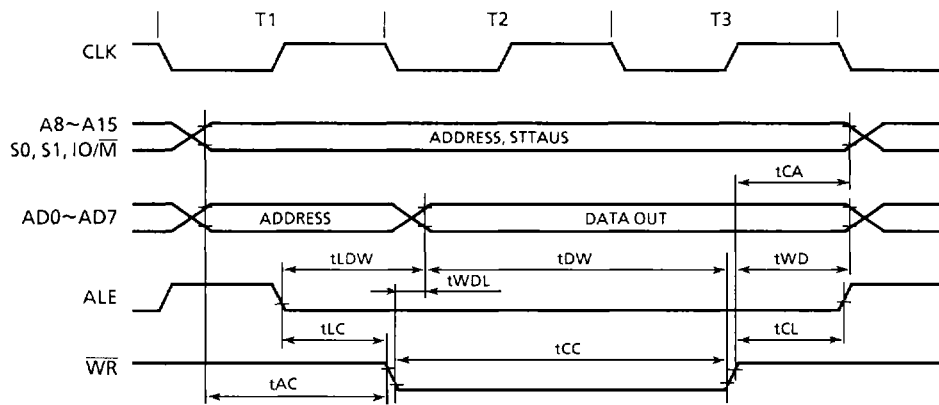 T1 T2 T3
CLK
A8~A15
S0, S1, IO/M̅
ADDRESS, STTAUS
tCA
AD0~AD7 ADDRESS DATA OUT
tLDW tDW tWD
tWDL
ALE
tLC tCC tCL
W̅R̅
tAC